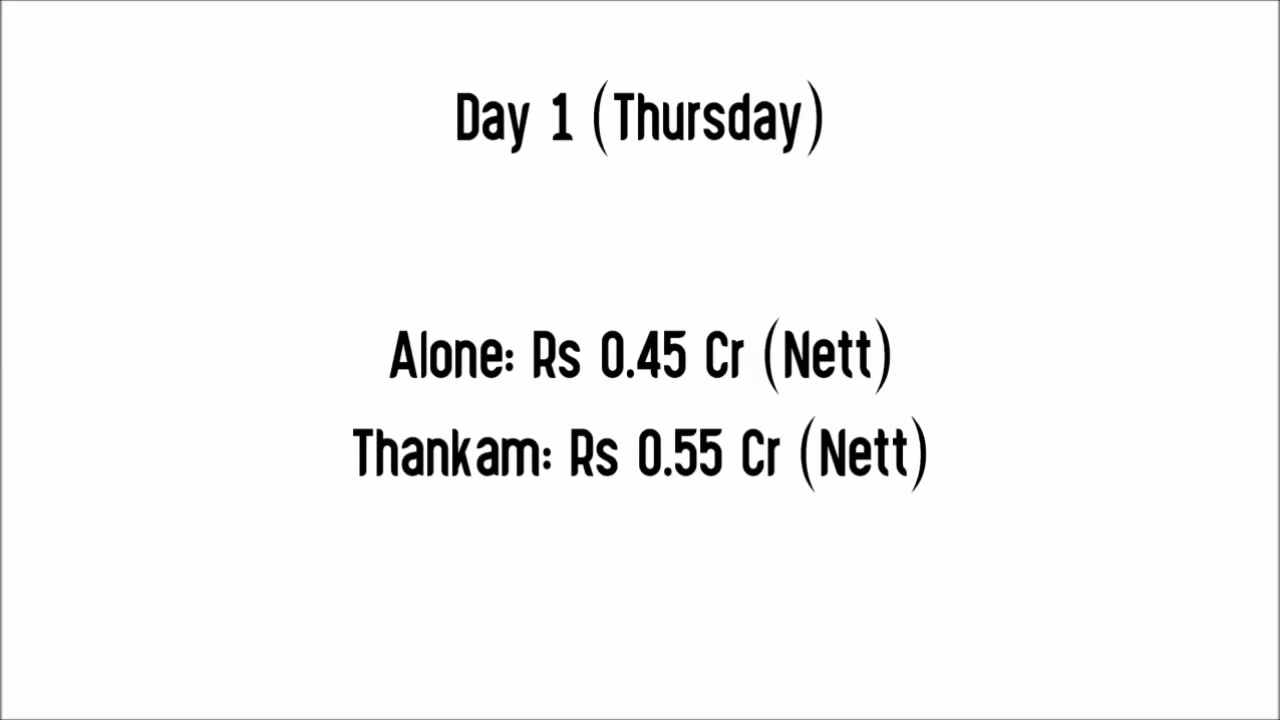 Day 1 (Thursday)
Alone: Rs 0.45 Cr (Nett)
Thankam: Rs 0.55 Cr (Nett)